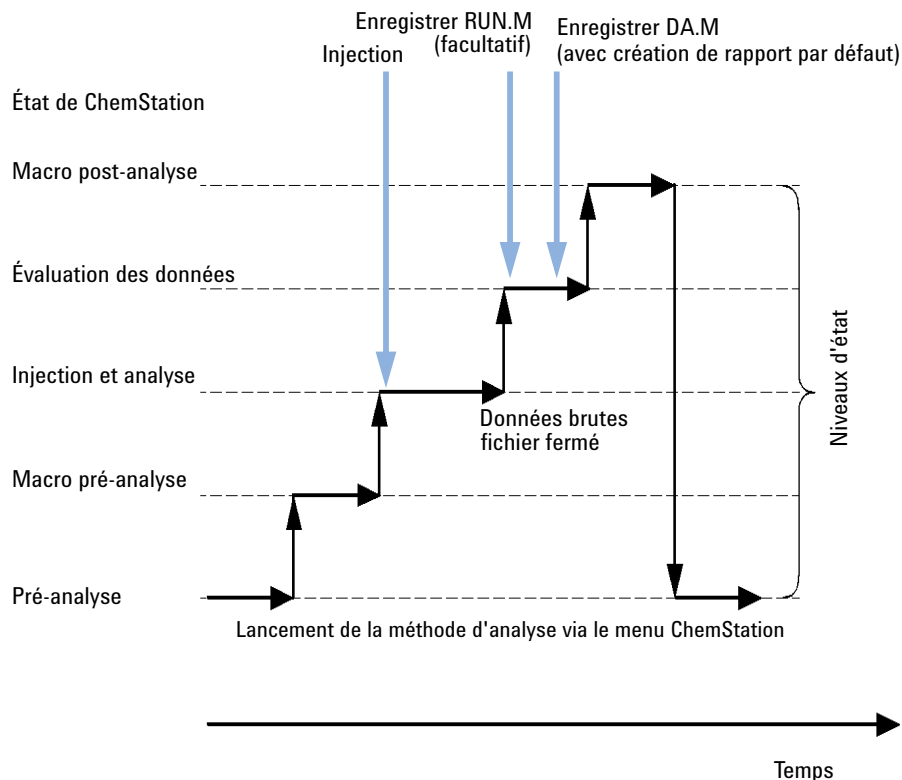 Enregistrer RUN.M
(facultatif)
Injection
Enregistrer DA.M
(avec création de rapport par défaut)
État de ChemStation
Macro post-analyse
Évaluation des données
Injection et analyse
Données brutes
fichier fermé
Macro pré-analyse
Pré-analyse
Niveaux d'état
Lancement de la méthode d'analyse via le menu ChemStation
Temps